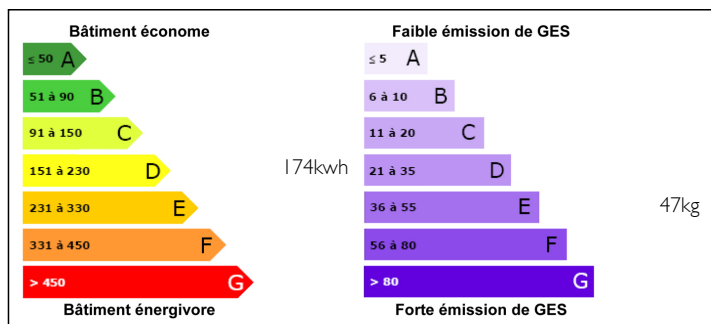 Bâtiment économe
≤ 50 A
51 à 90 B
91 à 150 C
151 à 230 D
174kwh
231 à 330 E
331 à 450 F
> 450 G
Bâtiment énergivore
Faible émission de GES
≤ 5 A
6 à 10 B
11 à 20 C
21 à 35 D
36 à 55 E
47kg
56 à 80 F
> 80 G
Forte émission de GES